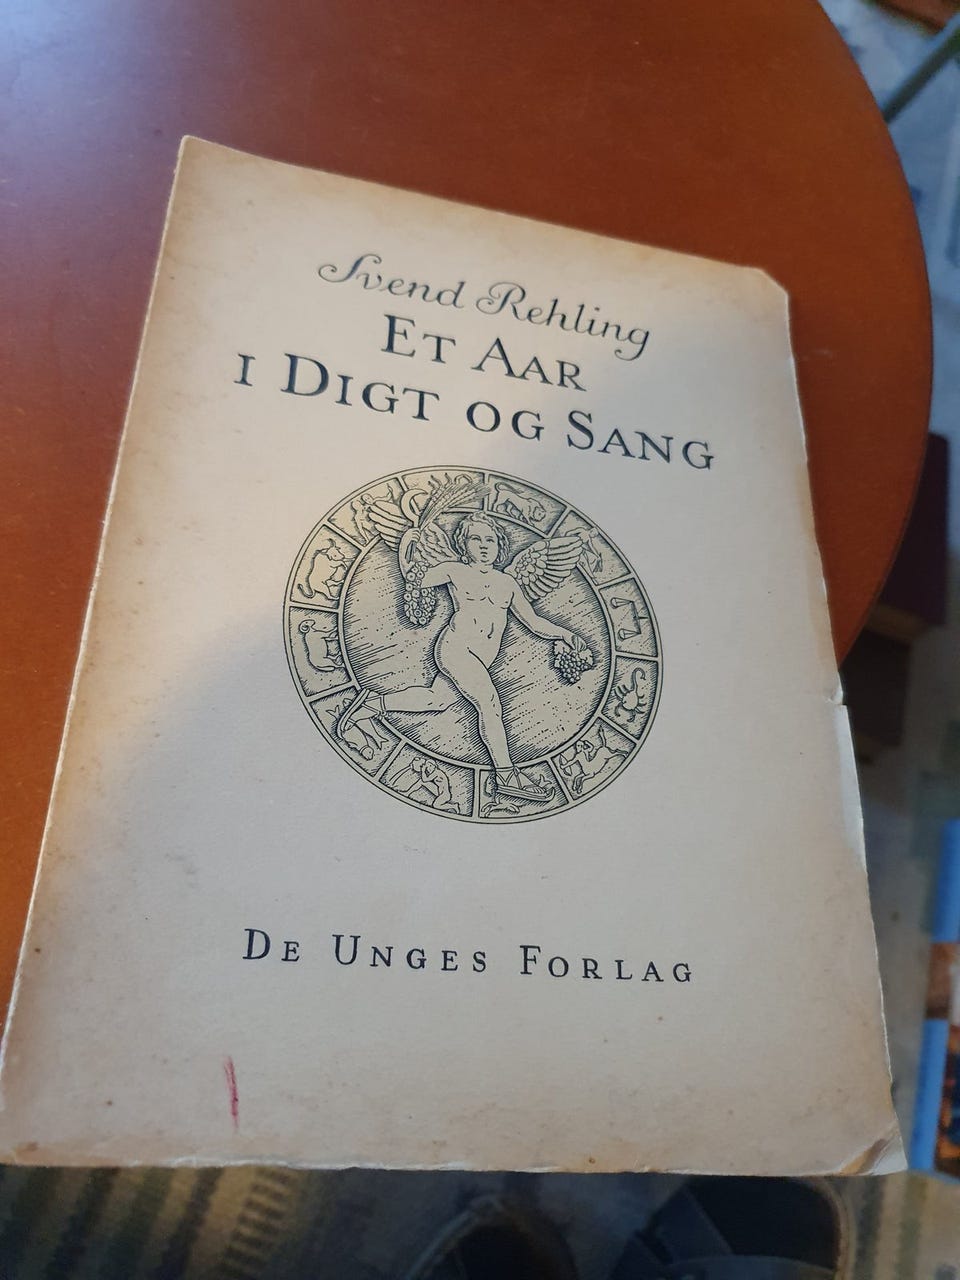 Svend Rehling
ET AAR
I DIGT OG SANG
DE UNGES FORLAG